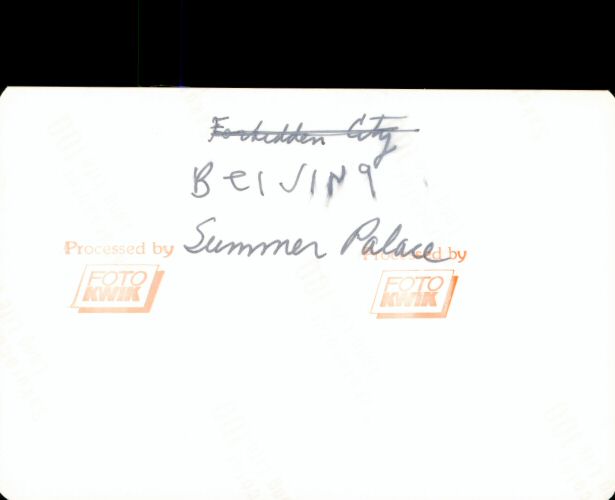 Forbidden City
BEIJING
Summer Palace
Processed by
FOTO
KWIK
Processed by
FOTO
KWIK